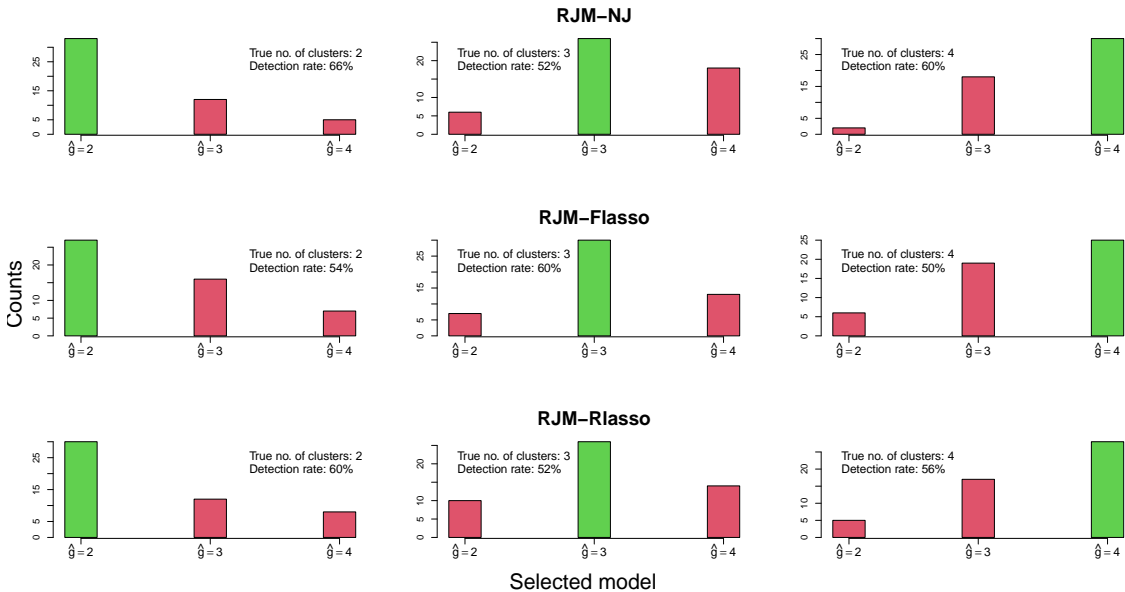 RJM−NJ
True no. of clusters: 2
Detection rate: 66%
0 5 15 25
ĝ = 2 ĝ = 3 ĝ = 4
True no. of clusters: 3
Detection rate: 52%
0 5 10 20
ĝ = 2 ĝ = 3 ĝ = 4
True no. of clusters: 4
Detection rate: 60%
0 5 15 25
ĝ = 2 ĝ = 3 ĝ = 4
RJM−Flasso
Counts
True no. of clusters: 2
Detection rate: 54%
0 5 10 20
ĝ = 2 ĝ = 3 ĝ = 4
True no. of clusters: 3
Detection rate: 60%
0 5 15 25
ĝ = 2 ĝ = 3 ĝ = 4
True no. of clusters: 4
Detection rate: 50%
0 5 10 15 20 25
ĝ = 2 ĝ = 3 ĝ = 4
RJM−Rlasso
True no. of clusters: 2
Detection rate: 60%
0 5 15 25
ĝ = 2 ĝ = 3 ĝ = 4
True no. of clusters: 3
Detection rate: 52%
0 5 10 20
ĝ = 2 ĝ = 3 ĝ = 4
True no. of clusters: 4
Detection rate: 56%
0 5 10 20
ĝ = 2 ĝ = 3 ĝ = 4
Selected model